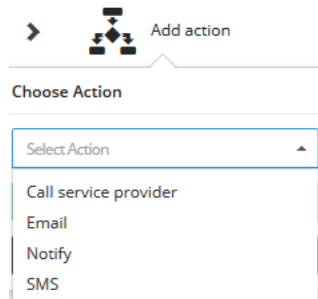 Add action
Choose Action
Select Action
Call service provider
Email
Notify
SMS